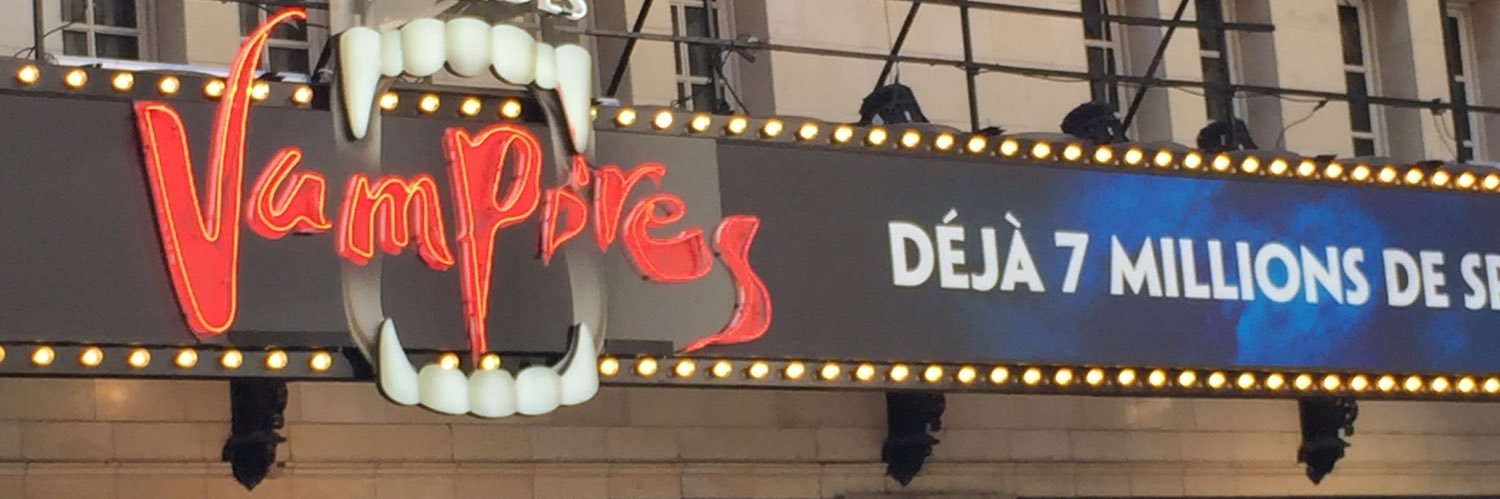 Vampires
DÉJÀ 7 MILLIONS DE